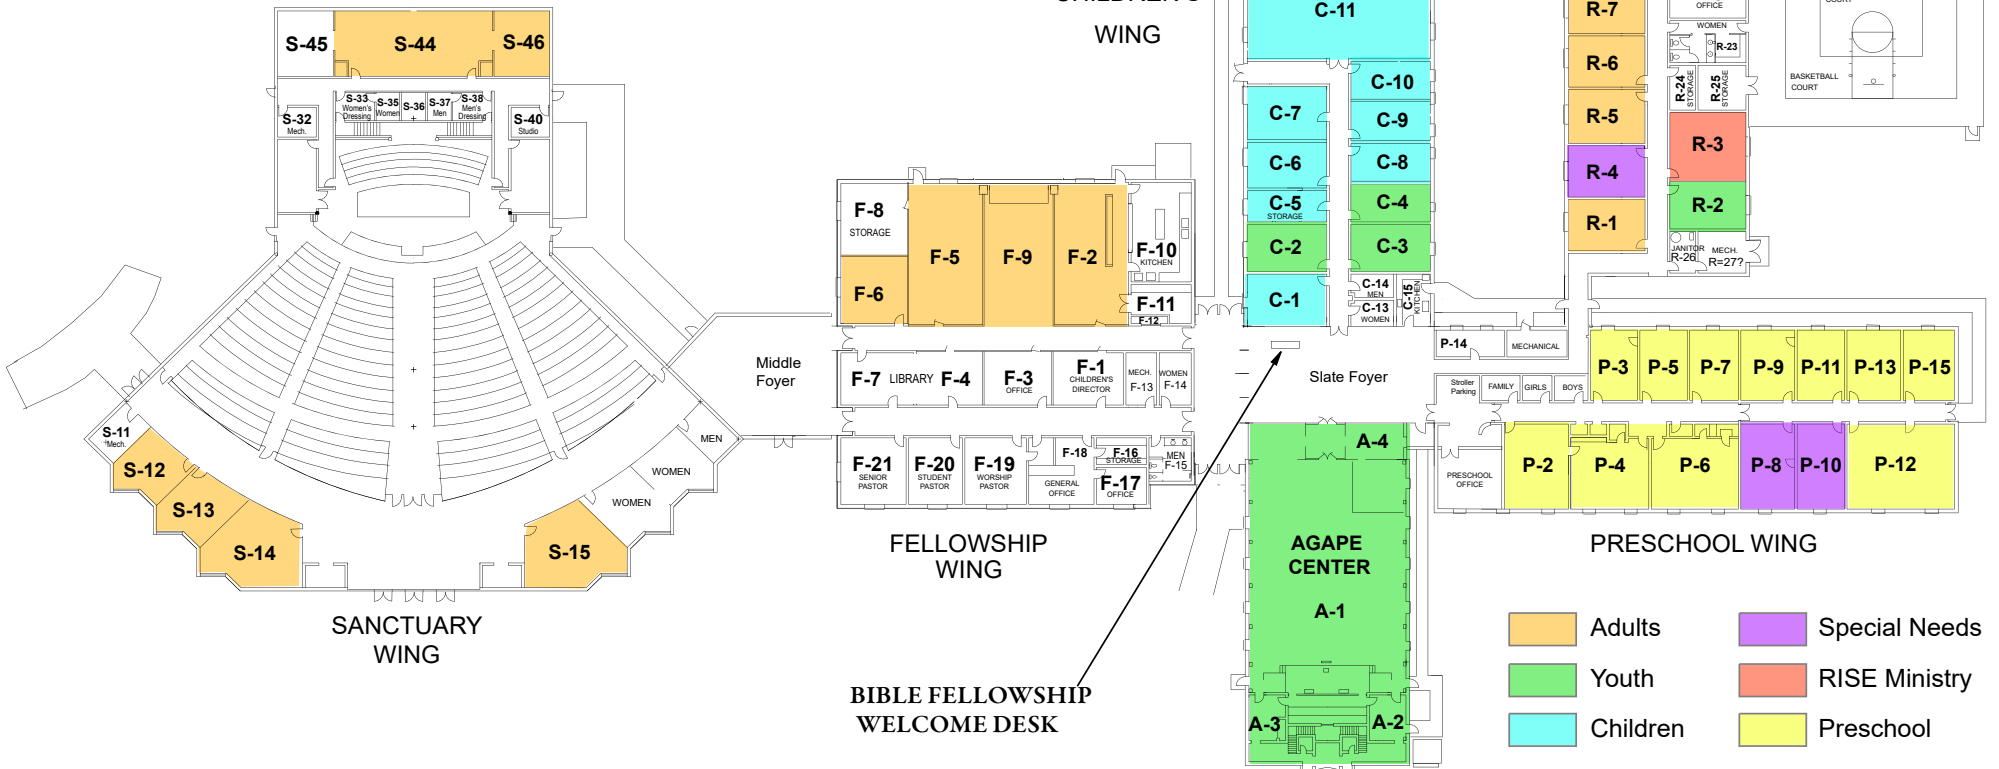 WING
S-45
S-44
S-46
S-33
Women's
Dressing
S-35
Women
S-36
S-37
Men
S-38
Men's
Dressing
S-32
Mech.
S-40
Studio
S-11
Mech.
S-12
S-13
S-14
S-15
MEN
WOMEN
WOMEN
SANCTUARY
WING
Middle
Foyer
F-8
STORAGE
F-6
F-5
F-9
F-2
F-10
KITCHEN
F-11
F-12
F-7
LIBRARY
F-4
F-3
OFFICE
F-1
CHILDREN'S
DIRECTOR
MECH.
F-13
WOMEN
F-14
F-21
SENIOR
PASTOR
F-20
STUDENT
PASTOR
F-19
WORSHIP
PASTOR
F-18
GENERAL
OFFICE
F-16
STORAGE
F-17
OFFICE
MEN
F-15
FELLOWSHIP
WING
BIBLE FELLOWSHIP
WELCOME DESK
C-11
C-10
C-7
C-9
C-6
C-8
C-5
STORAGE
C-4
C-2
C-3
C-1
C-14
MEN
C-13
WOMEN
C-15
KITCHEN
Slate Foyer
A-4
AGAPE
CENTER
A-1
A-3
A-2
R-7
R-6
R-5
R-4
R-1
OFFICE
WOMEN
R-23
R-24
STORAGE
R-25
STORAGE
R-3
R-2
JANITOR
R-26
MECH.
R=27?
BASKETBALL
COURT
P-14
MECHANICAL
Stroller
Parking
FAMILY
GIRLS
BOYS
P-3
P-5
P-7
P-9
P-11
P-13
P-15
PRESCHOOL
OFFICE
P-2
P-4
P-6
P-8
P-10
P-12
PRESCHOOL WING
Adults
Special Needs
Youth
RISE Ministry
Children
Preschool